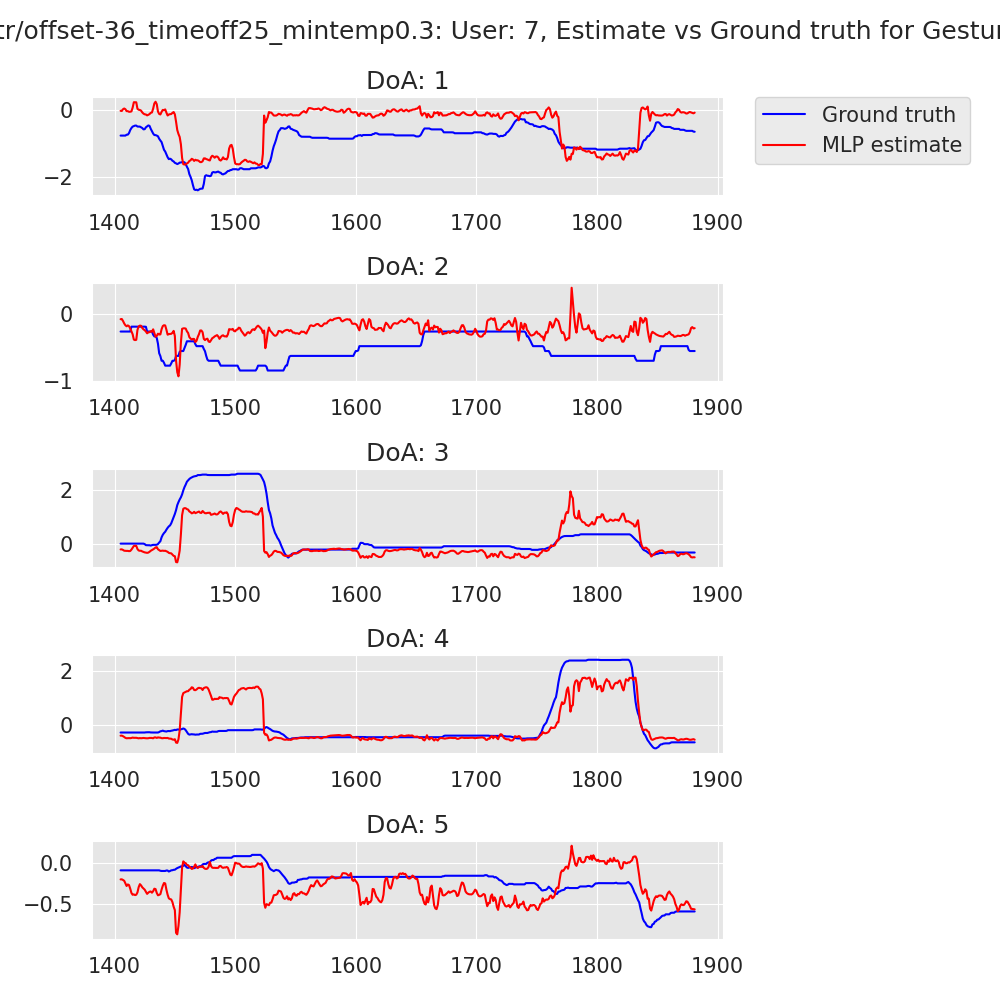 tr/offset-36_timeoff25_mintemp0.3: User: 7, Estimate vs Ground truth for Gestur
DoA: 1
Ground truth
MLP estimate
0
−2
1400 1500 1600 1700 1800 1900
DoA: 2
0
−1
1400 1500 1600 1700 1800 1900
DoA: 3
2
0
1400 1500 1600 1700 1800 1900
DoA: 4
2
0
1400 1500 1600 1700 1800 1900
DoA: 5
0.0
−0.5
1400 1500 1600 1700 1800 1900